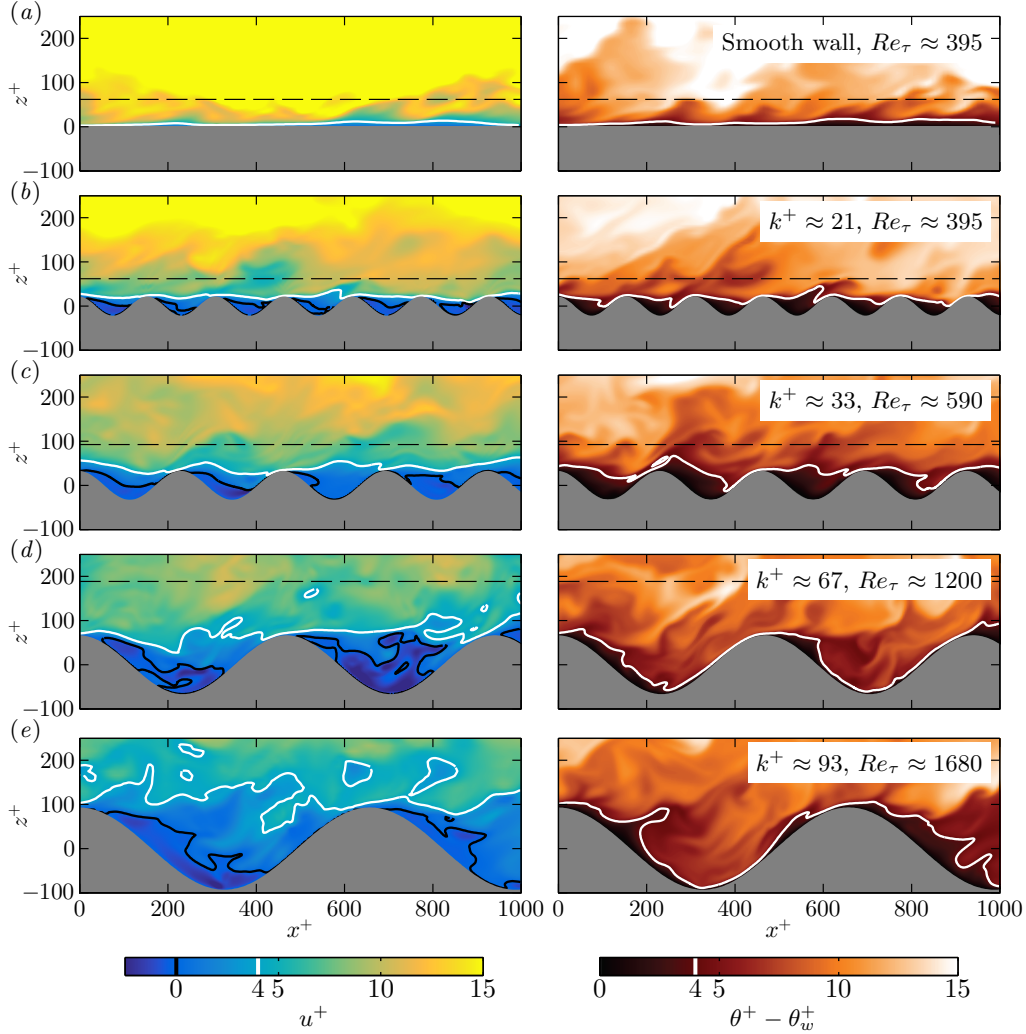 (a)
Smooth wall, Reτ ≈ 395
z+
200
100
0
−100
(b)
k+ ≈ 21, Reτ ≈ 395
z+
200
100
0
−100
(c)
k+ ≈ 33, Reτ ≈ 590
z+
200
100
0
−100
(d)
k+ ≈ 67, Reτ ≈ 1200
z+
200
100
0
−100
(e)
k+ ≈ 93, Reτ ≈ 1680
z+
200
100
0
−100
0 200 400 600 800 1000
0 200 400 600 800 1000
x+
x+
0 4 5 10 15
0 4 5 10 15
u+
θ+ − θw+